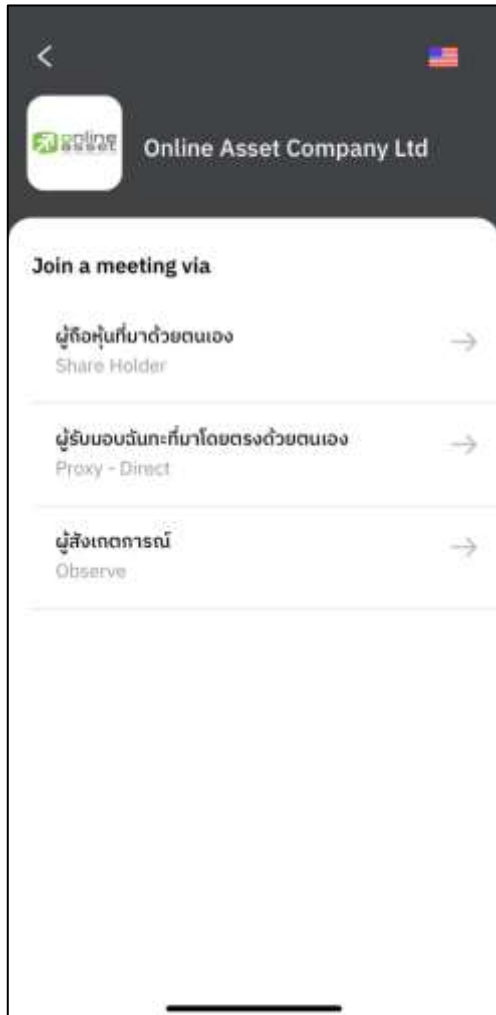 online
asset
Online Asset Company Ltd
Join a meeting via
ผู้ถือหุ้นที่มาด้วยตนเอง
Share Holder
ผู้รับมอบฉันทะที่มาโดยตรงด้วยตนเอง
Proxy - Direct
ผู้สังเกตการณ์
Observe